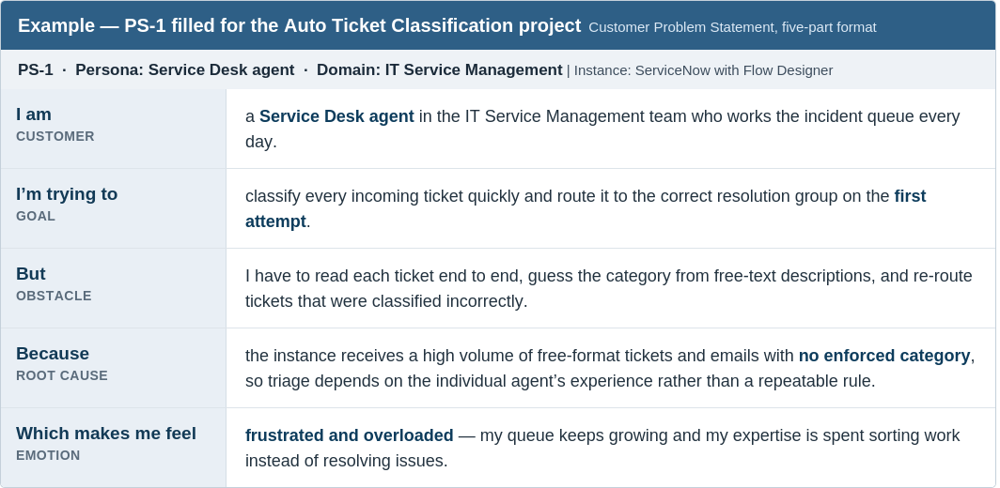 Example — PS-1 filled for the Auto Ticket Classification project Customer Problem Statement, five-part format
PS-1 · Persona: Service Desk agent · Domain: IT Service Management | Instance: ServiceNow with Flow Designer
I am
CUSTOMER
a Service Desk agent in the IT Service Management team who works the incident queue every
day.
I’m trying to
GOAL
classify every incoming ticket quickly and route it to the correct resolution group on the first
attempt.
But
OBSTACLE
I have to read each ticket end to end, guess the category from free-text descriptions, and re-route
tickets that were classified incorrectly.
Because
ROOT CAUSE
the instance receives a high volume of free-format tickets and emails with no enforced category,
so triage depends on the individual agent’s experience rather than a repeatable rule.
Which makes me feel
EMOTION
frustrated and overloaded — my queue keeps growing and my expertise is spent sorting work
instead of resolving issues.